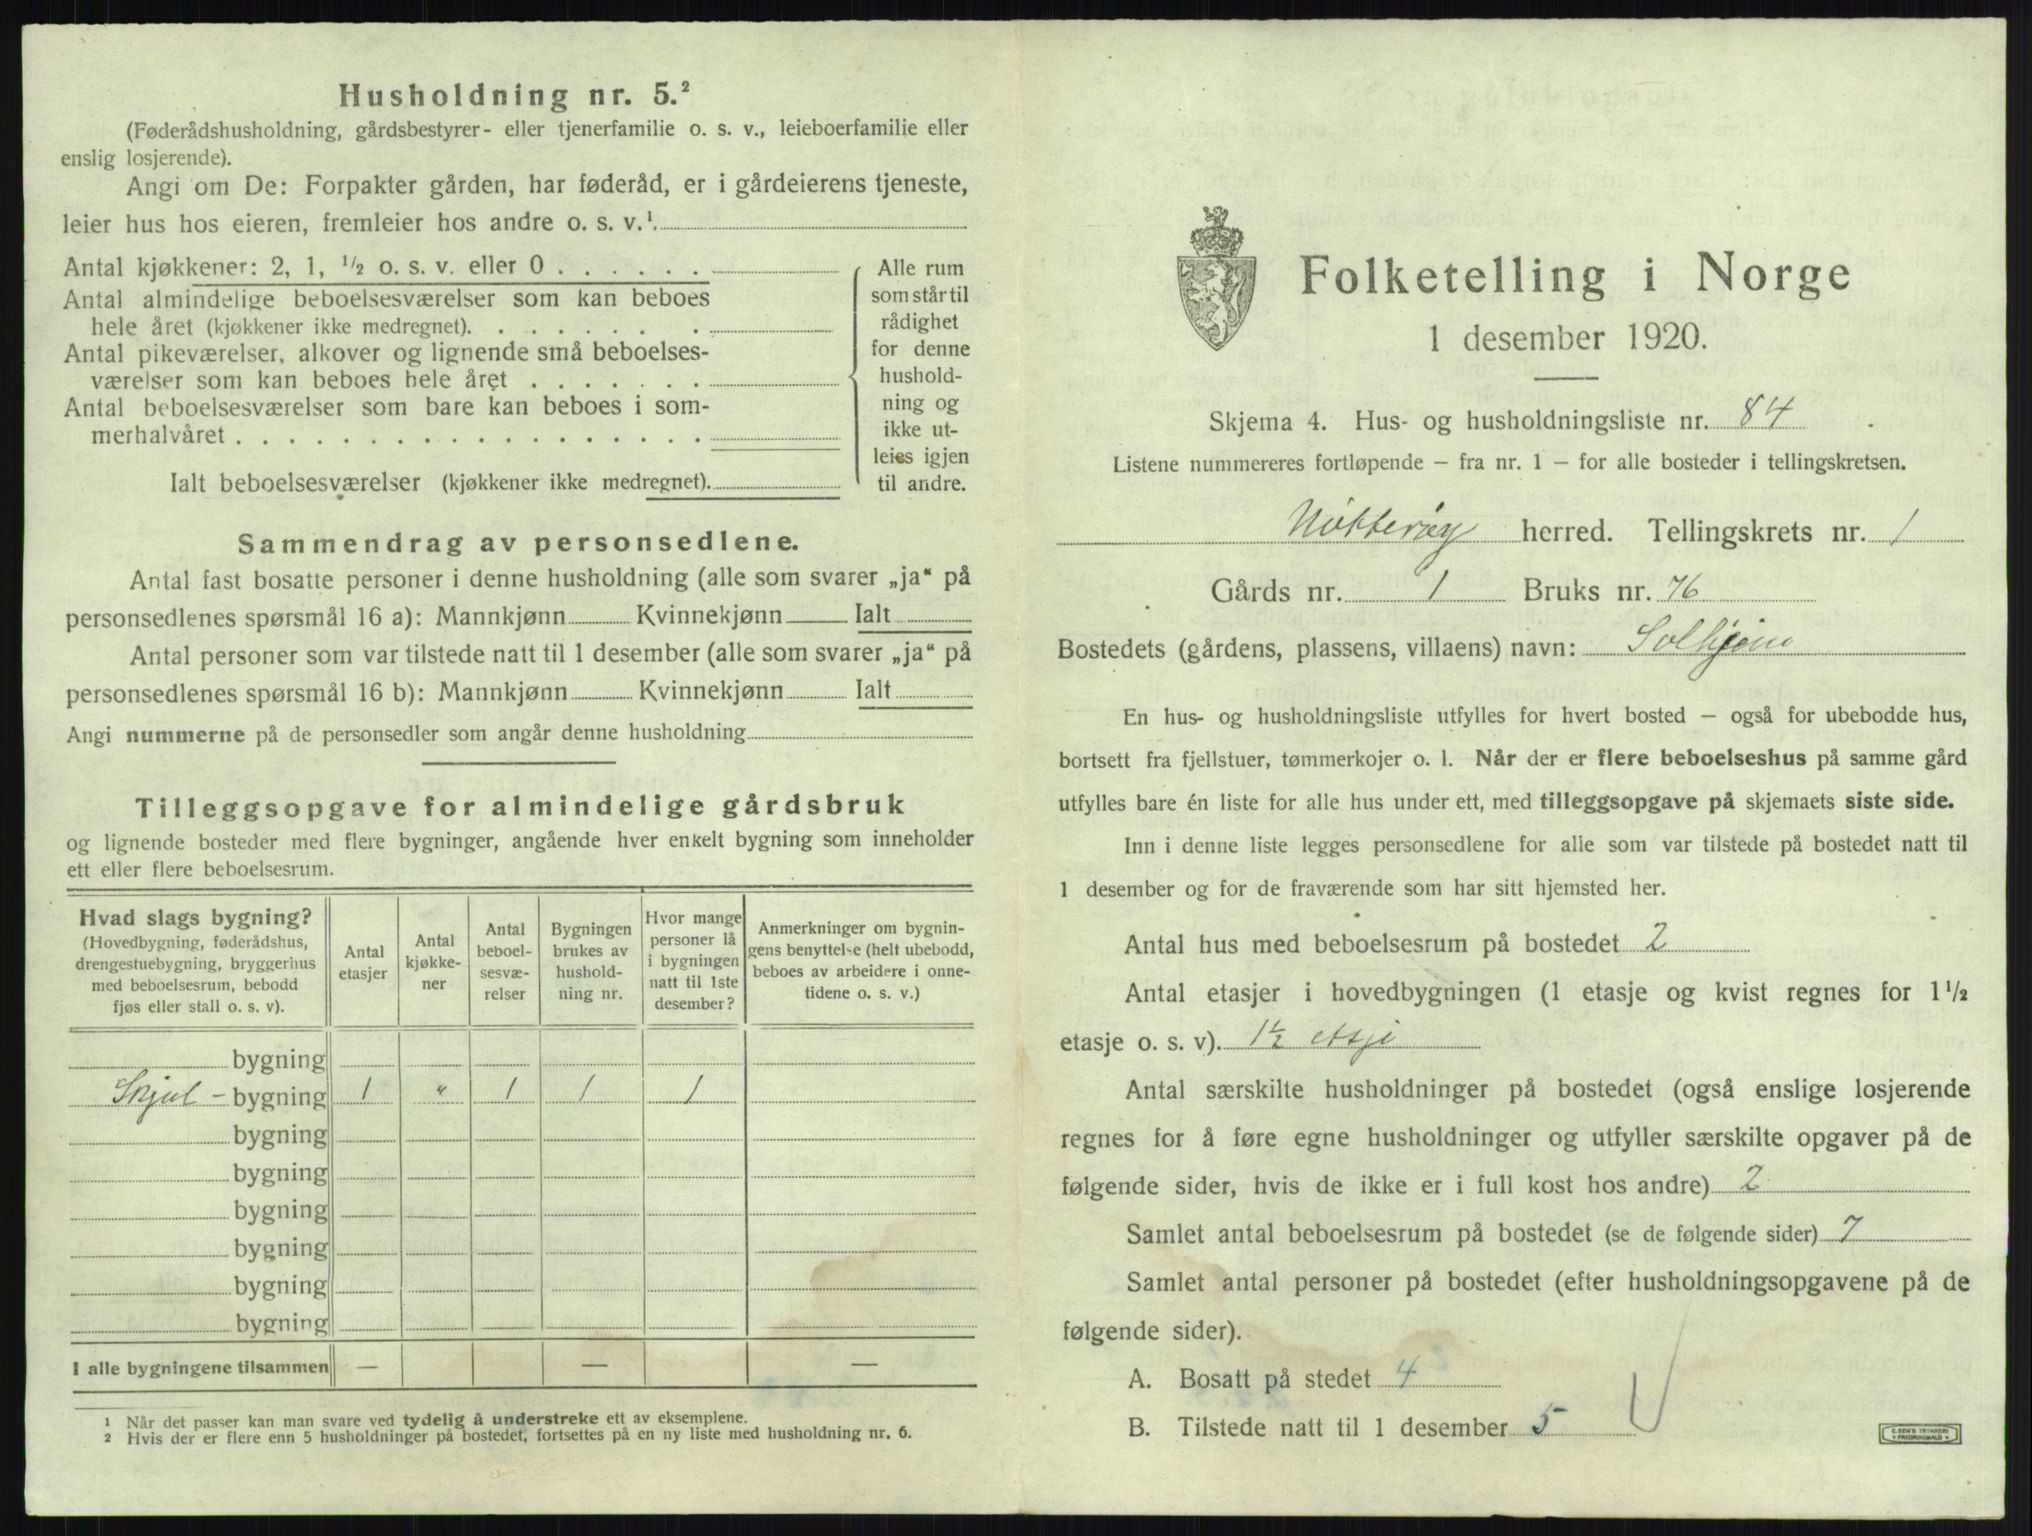 Husholdning nr. 5.²
(Føderådshusholdning, gårdsbestyrer- eller tjenerfamilie o. s. v., leieboerfamilie eller
enslig losjerende).
Angi om De: Forpakter gården, har føderåd, er i gårdeierens tjeneste,
leier hus hos eieren, fremleier hos andre o. s. v.¹
Antal kjøkkener: 2, 1, ½ o. s. v. eller 0 . . . . . .
Antal almindelige beboelsesværelser som kan beboes
hele året (kjøkkener ikke medregnet). . . . . . . .
Antal pikeværelser, alkover og lignende små beboelses-
værelser som kan beboes hele året . . . . . . .
Antal beboelsesværelser som bare kan beboes i som-
merhalvåret . . . . . . . . . . . . . . . . . .
Ialt beboelsesværelser (kjøkkener ikke medregnet).
Alle rum
som står til
rådighet
for denne
hushold-
ning og
ikke ut-
leies igjen
til andre.
Sammendrag av personsedlene.
Antal fast bosatte personer i denne husholdning (alle som svarer „ja“ på
personsedlenes spørsmål 16 a): Mannkjønn Kvinnekjønn Ialt
Antal personer som var tilstede natt til 1 desember (alle som svarer „ja“ på
personsedlenes spørsmål 16 b): Mannkjønn Kvinnekjønn Ialt
Angi nummerne på de personsedler som angår denne husholdning
Tilleggsopgave for almindelige gårdsbruk
og lignende bosteder med flere bygninger, angående hver enkelt bygning som inneholder
ett eller flere beboelsesrum.
Hvad slags bygning?
(Hovedbygning, føderådshus,
drengestuebygning, bryggerhus
med beboelsesrum, bebodd
fjøs eller stall o. s. v).
Antal
etasjer
Antal
kjøkke-
ner
Antal
beboel-
sesvæ-
relser
Bygningen
brukes av
hushold-
ning nr.
Hvor mange
personer lå
i bygningen
natt til 1ste
desember?
Anmerkninger om bygnin-
gens benyttelse (helt ubebodd,
beboes av arbeidere i onne-
tidene o. s. v.)
bygning
Skjul - bygning 1 " 1 1 1
bygning
bygning
bygning
bygning
bygning
bygning
I alle bygningene tilsammen — — —
¹ Når det passer kan man svare ved tydelig å understreke ett av eksemplene.
² Hvis der er flere enn 5 husholdninger på bostedet, fortsettes på en ny liste med husholdning nr. 6.
Folketelling i Norge
1 desember 1920.
Skjema 4. Hus- og husholdningsliste nr. 84
Listene nummereres fortløpende – fra nr. 1 – for alle bosteder i tellingskretsen.
Nøtterøy herred. Tellingskrets nr. 1
Gårds nr. 1 Bruks nr. 76
Bostedets (gårdens, plassens, villaens) navn: Solhjem
En hus- og husholdningsliste utfylles for hvert bosted – også for ubebodde hus,
bortsett fra fjellstuer, tømmerkojer o. l. Når der er flere beboelseshus på samme gård
utfylles bare én liste for alle hus under ett, med tilleggsopgave på skjemaets siste side.
Inn i denne liste legges personsedlene for alle som var tilstede på bostedet natt til
1 desember og for de fraværende som har sitt hjemsted her.
Antal hus med beboelsesrum på bostedet 2
Antal etasjer i hovedbygningen (1 etasje og kvist regnes for 1½
etasje o. s. v). 1½ etasje
Antal særskilte husholdninger på bostedet (også enslige losjerende
regnes for å føre egne husholdninger og utfyller særskilte opgaver på de
følgende sider, hvis de ikke er i full kost hos andre) 2
Samlet antal beboelsesrum på bostedet (se de følgende sider) 7
Samlet antal personer på bostedet (efter husholdningsopgavene på de
følgende sider).
A. Bosatt på stedet 4
B. Tilstede natt til 1 desember 5